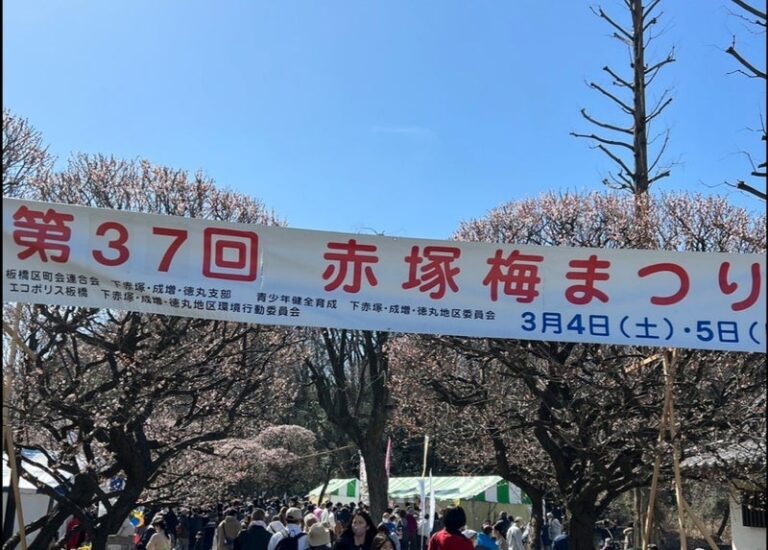 第37回 赤塚梅まつり
板橋区町会連合会 下赤塚・成増・徳丸支部 青少年健全育成 下赤塚・成増・徳丸地区委員会
エコポリス板橋 下赤塚・成増・徳丸地区環境行動委員会
3月4日(土)・5日(